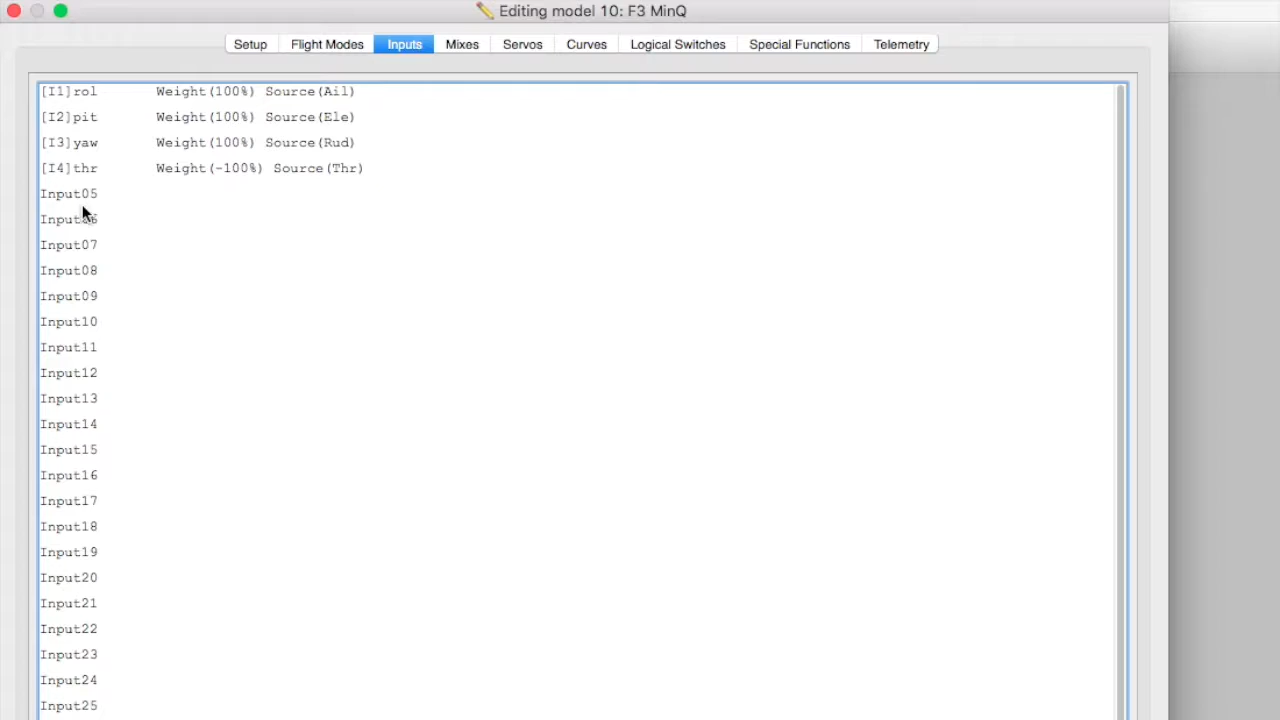 Editing model 10: F3 MinQ
Setup Flight Modes Inputs Mixes Servos Curves Logical Switches Special Functions Telemetry
[I1]rol Weight(100%) Source(Ail)
[I2]pit Weight(100%) Source(Ele)
[I3]yaw Weight(100%) Source(Rud)
[I4]thr Weight(-100%) Source(Thr)
Input05
Input06
Input07
Input08
Input09
Input10
Input11
Input12
Input13
Input14
Input15
Input16
Input17
Input18
Input19
Input20
Input21
Input22
Input23
Input24
Input25